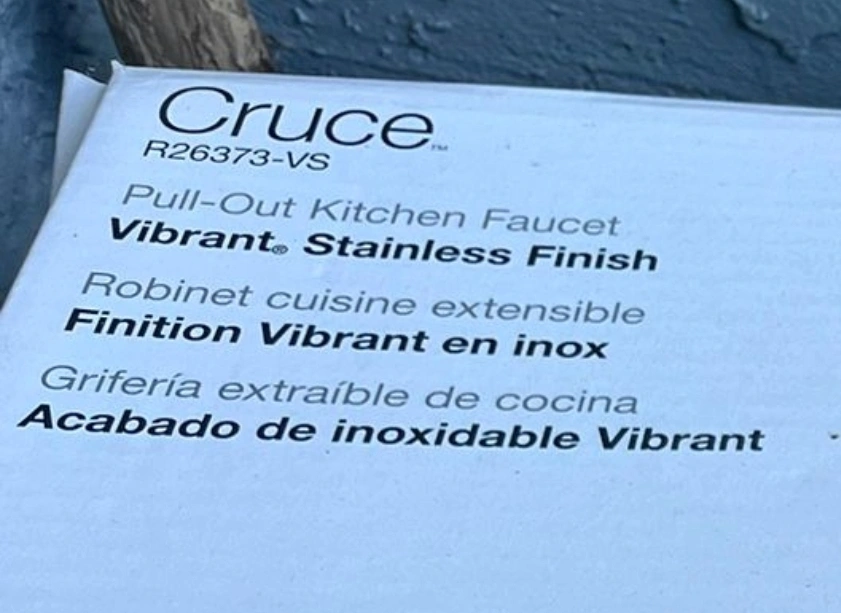 Cruce™
R26373-VS
Pull-Out Kitchen Faucet
Vibrant® Stainless Finish
Robinet cuisine extensible
Finition Vibrant en inox
Grifería extraíble de cocina
Acabado de inoxidable Vibrant